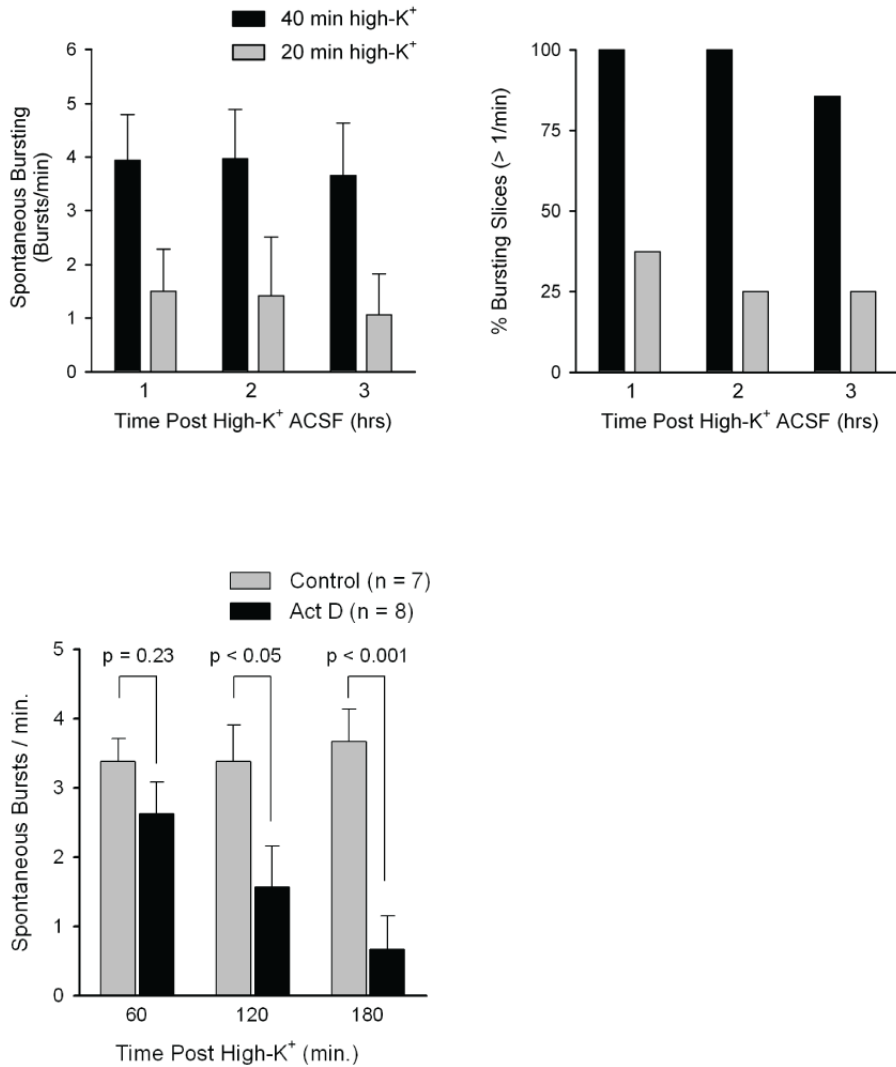 40 min high-K⁺
20 min high-K⁺
Spontaneous Bursting
(Bursts/min)
6
5
4
3
2
1
0
1 2 3
Time Post High-K⁺ ACSF (hrs)
% Bursting Slices (> 1/min)
100
75
50
25
0
1 2 3
Time Post High-K⁺ ACSF (hrs)
Control (n = 7)
Act D (n = 8)
Spontaneous Bursts / min.
5
4
3
2
1
0
p = 0.23 p < 0.05 p < 0.001
60 120 180
Time Post High-K⁺ (min.)